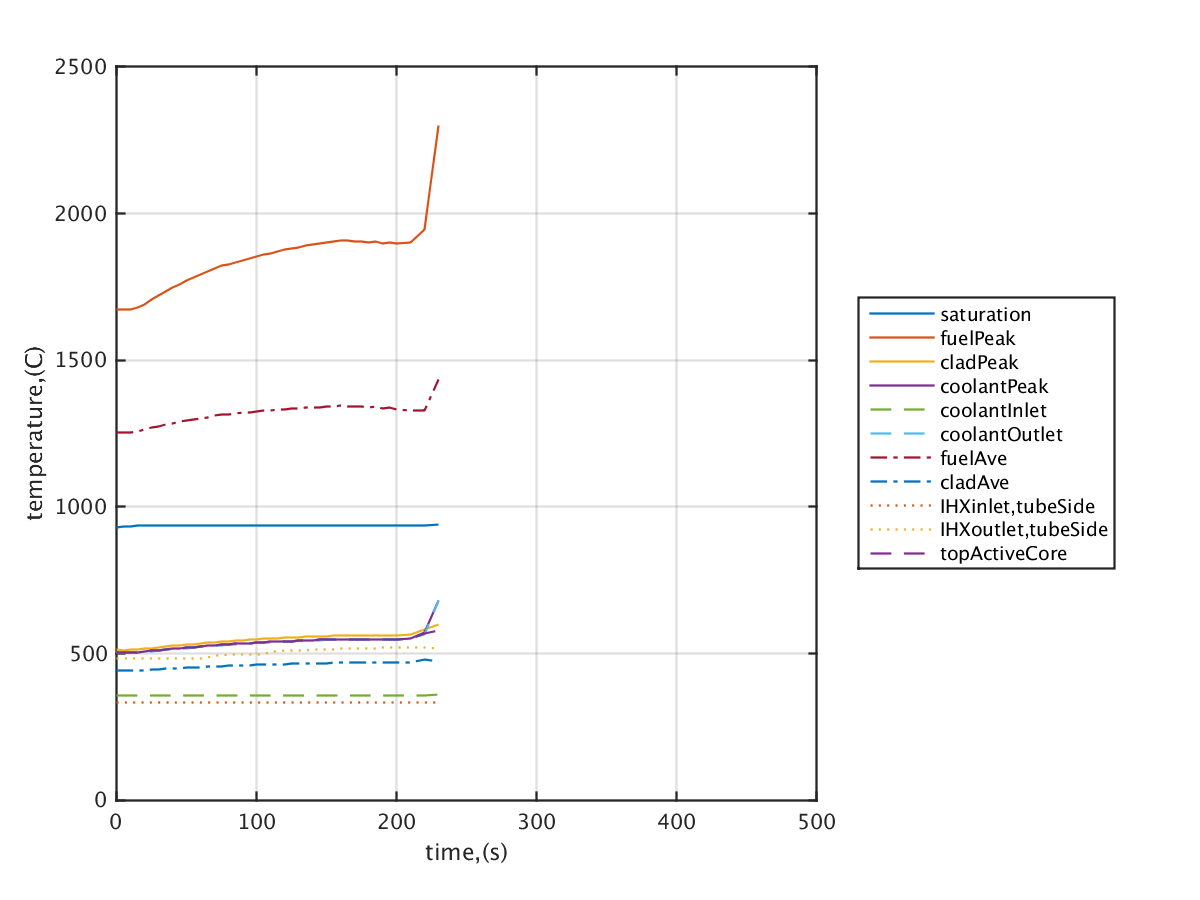 2500
2000
1500
1000
500
0
temperature,(C)
0 100 200 300 400 500
time,(s)
saturation
fuelPeak
cladPeak
coolantPeak
coolantInlet
coolantOutlet
fuelAve
cladAve
IHXinlet,tubeSide
IHXoutlet,tubeSide
topActiveCore